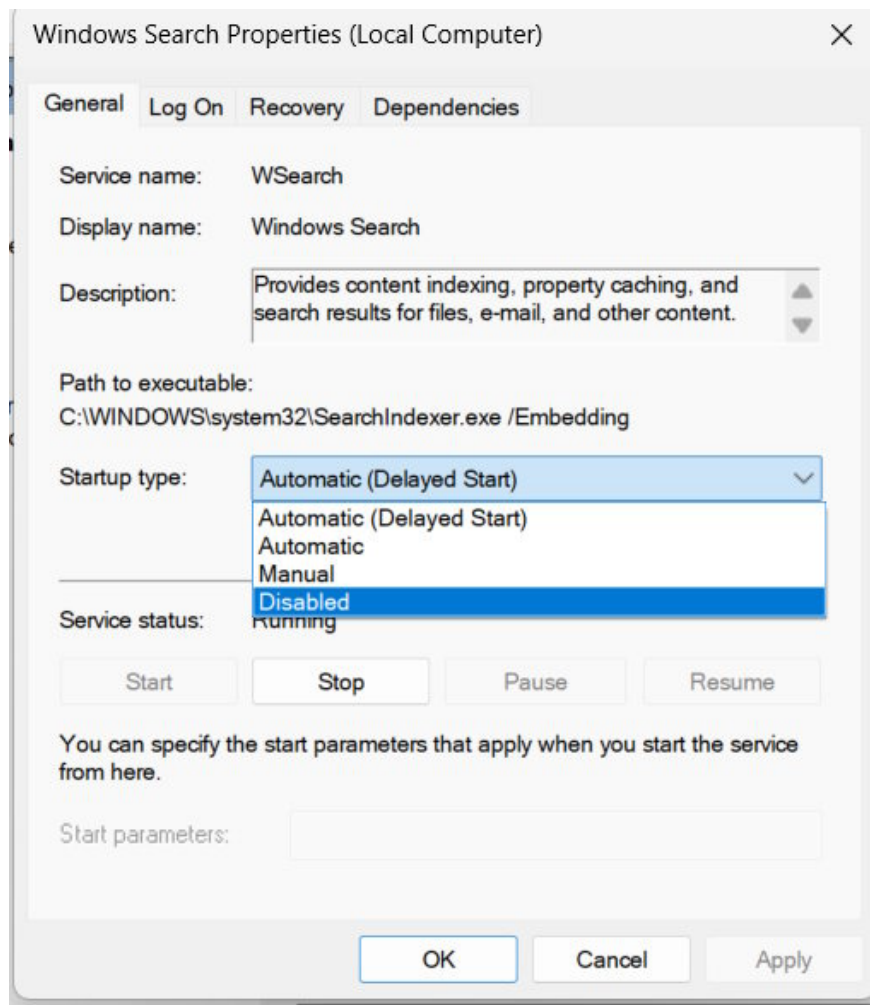 Windows Search Properties (Local Computer)
General Log On Recovery Dependencies
Service name: WSearch
Display name: Windows Search
Description: Provides content indexing, property caching, and
search results for files, e-mail, and other content.
Path to executable:
C:\WINDOWS\system32\SearchIndexer.exe /Embedding
Startup type: Automatic (Delayed Start)
Automatic (Delayed Start)
Automatic
Manual
Disabled
Service status: Running
Start Stop Pause Resume
You can specify the start parameters that apply when you start the service
from here.
Start parameters:
OK Cancel Apply